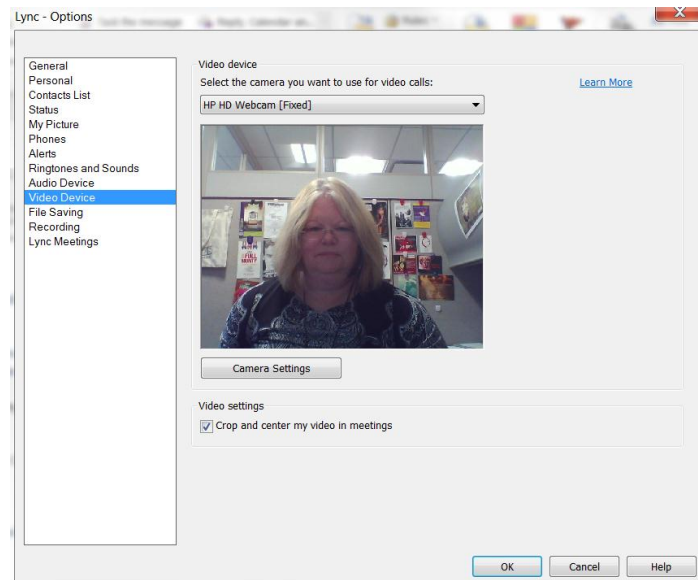 Lync - Options
General
Personal
Contacts List
Status
My Picture
Phones
Alerts
Ringtones and Sounds
Audio Device
Video Device
File Saving
Recording
Lync Meetings
Video device
Select the camera you want to use for video calls:
Learn More
HP HD Webcam [Fixed]
Camera Settings
Video settings
Crop and center my video in meetings
OK
Cancel
Help